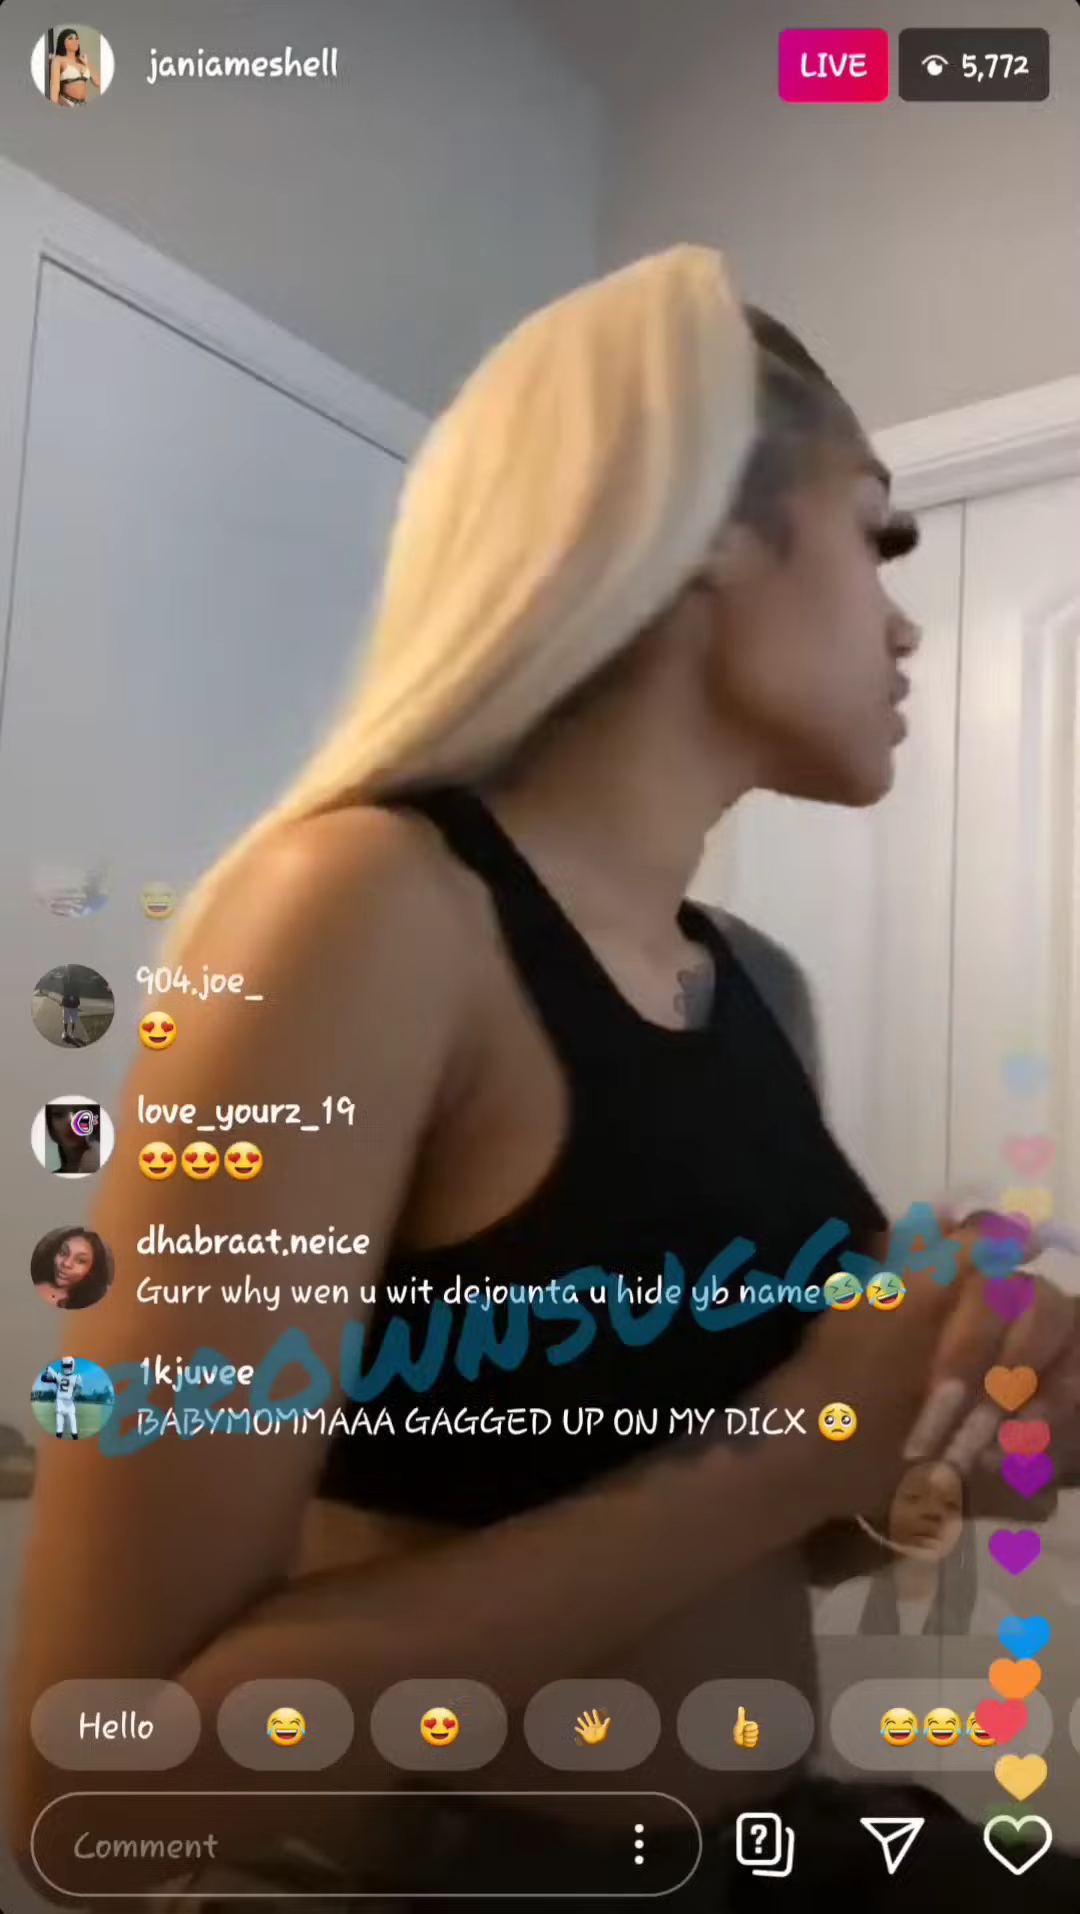 janiameshell
LIVE
5,772
😂
904.joe_
😍
love_yourz_19
😍😍😍
dhabraat.neice
Gurr why wen u wit dejounta u hide yb name🤣🤣
BROWNSUGGA
1kjuvee
BABYMOMMAAA GAGGED UP ON MY DICX 🥺
Hello 😂 😍 👋 👍 😂😂😂
Comment